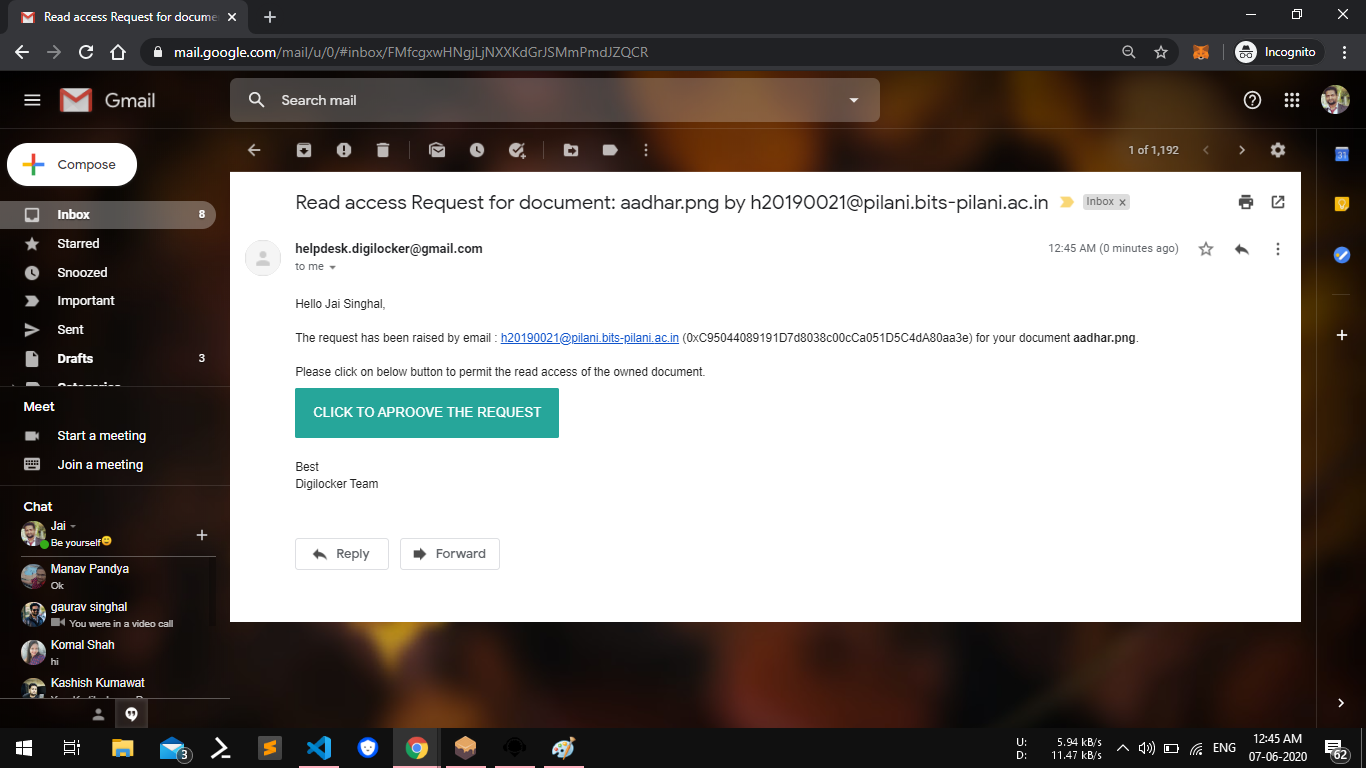 Read access Request for docume
mail.google.com/mail/u/0/#inbox/FMfcgxwHNgjLjNXXKdGrJSMmPmdJZQCR
Incognito
Gmail
Search mail
Compose
1 of 1,192
31
Inbox 8
Starred
Snoozed
Important
Sent
Drafts 3
Categories
Meet
Start a meeting
Join a meeting
Chat
Jai
Be yourself😀
Manav Pandya
Ok
gaurav singhal
You were in a video call
Komal Shah
hi
Kashish Kumawat
Read access Request for document: aadhar.png by h20190021@pilani.bits-pilani.ac.in
Inbox x
helpdesk.digilocker@gmail.com 12:45 AM (0 minutes ago)
to me
Hello Jai Singhal,
The request has been raised by email : h20190021@pilani.bits-pilani.ac.in (0xC95044089191D7d8038c00cCa051D5C4dA80aa3e) for your document aadhar.png.
Please click on below button to permit the read access of the owned document.
CLICK TO APROOVE THE REQUEST
Best
Digilocker Team
Reply Forward
3
U: 5.94 kB/s
D: 11.47 kB/s
ENG
12:45 AM
07-06-2020
62